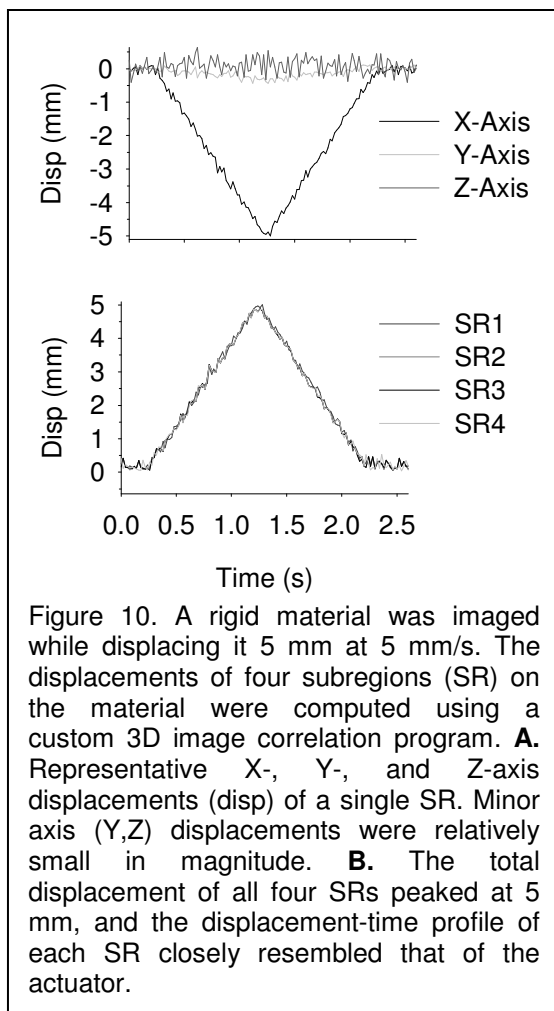 0
-1
-2
-3
-4
-5
Disp (mm)
X-Axis
Y-Axis
Z-Axis
5
4
3
2
1
0
Disp (mm)
SR1
SR2
SR3
SR4
0.0 0.5 1.0 1.5 2.0 2.5
Time (s)
Figure 10. A rigid material was imaged
while displacing it 5 mm at 5 mm/s. The
displacements of four subregions (SR) on
the material were computed using a
custom 3D image correlation program. A.
Representative X-, Y-, and Z-axis
displacements (disp) of a single SR. Minor
axis (Y,Z) displacements were relatively
small in magnitude. B. The total
displacement of all four SRs peaked at 5
mm, and the displacement-time profile of
each SR closely resembled that of the
actuator.